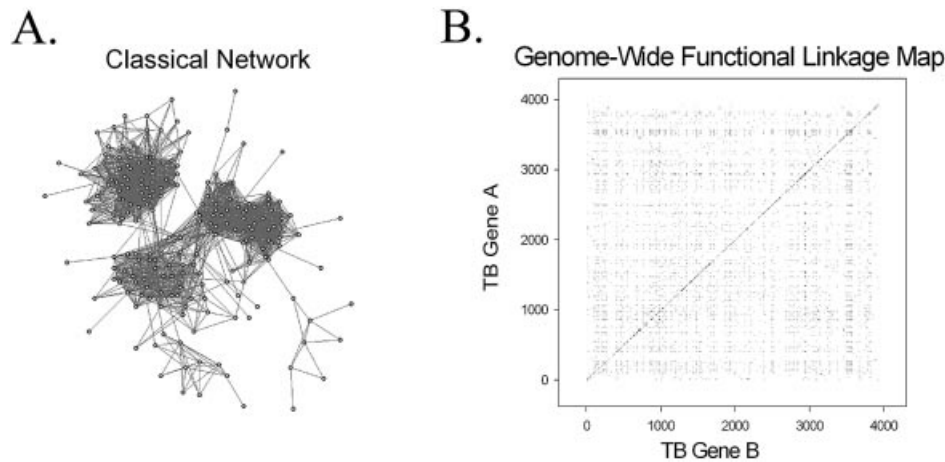 A.
Classical Network
B.
Genome-Wide Functional Linkage Map
4000
3000
2000
1000
0
TB Gene A
0 1000 2000 3000 4000
TB Gene B